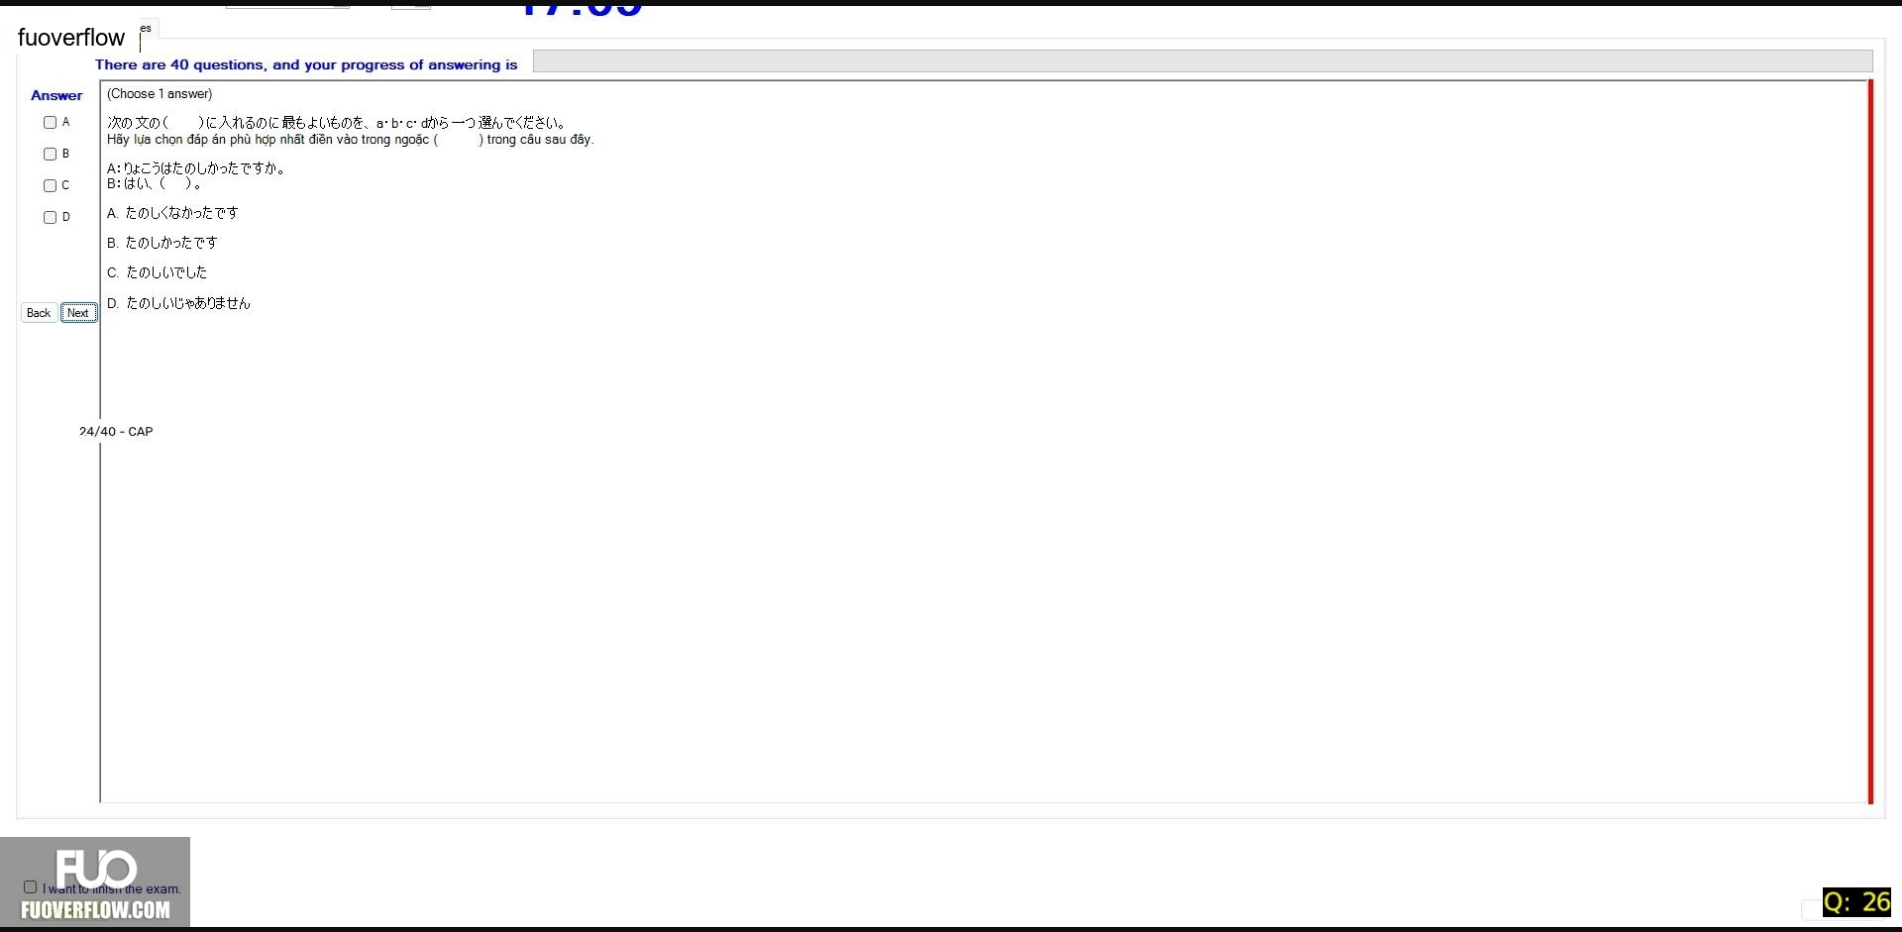 fuoverflow
es
There are 40 questions, and your progress of answering is
Answer
(Choose 1 answer)
A
次の文の(　　)に入れるのに最もよいものを、a・b・c・dから一つ選んでください。
Hãy lựa chọn đáp án phù hợp nhất điền vào trong ngoặc (　　) trong câu sau đây.
B
A:りょこうはたのしかったですか。
B:はい、(　)。
C
D
A. たのしくなかったです
B. たのしかったです
C. たのしいでした
D. たのしいじゃありません
Back
Next
24/40 - CAP
FUO
I want to finish the exam.
FUOVERFLOW.COM
Q: 26